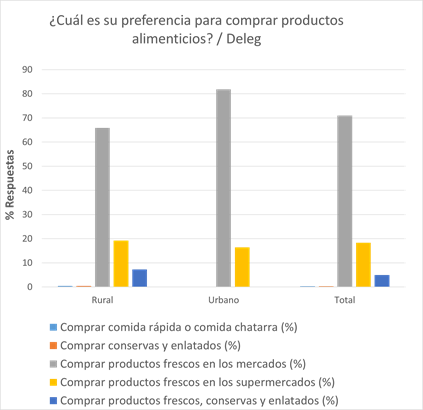 ¿Cuál es su preferencia para comprar productos
alimenticios? / Deleg
% Respuestas
90
80
70
60
50
40
30
20
10
0
Rural
Urbano
Total
Comprar comida rápida o comida chatarra (%)
Comprar conservas y enlatados (%)
Comprar productos frescos en los mercados (%)
Comprar productos frescos en los supermercados (%)
Comprar productos frescos, conservas y enlatados (%)